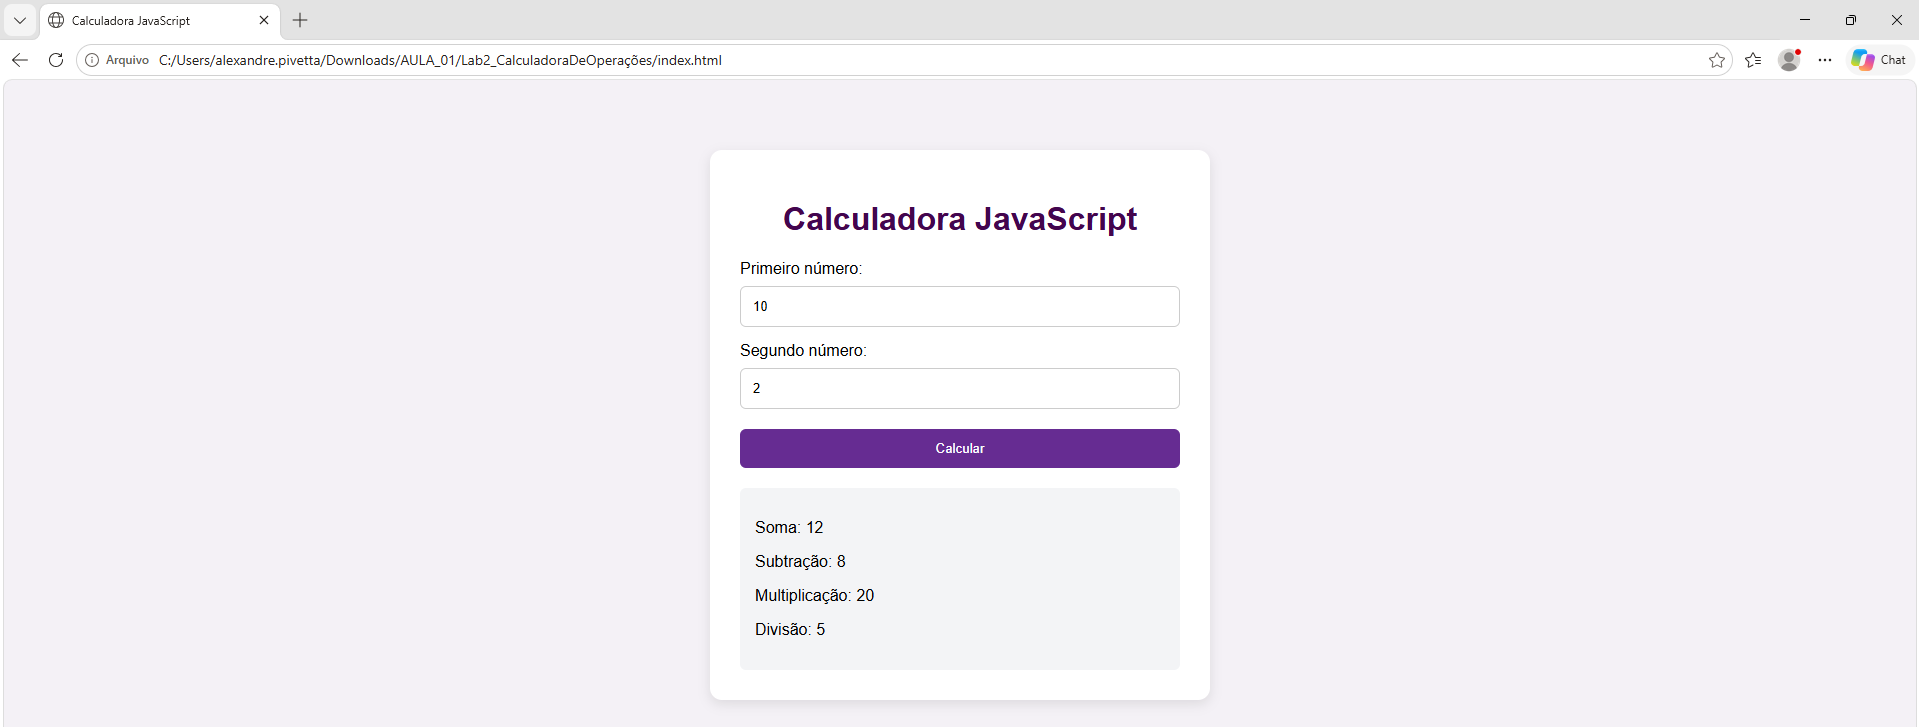 Calculadora JavaScript
Arquivo C:/Users/alexandre.pivetta/Downloads/AULA_01/Lab2_CalculadoraDeOperações/index.html
Chat
Calculadora JavaScript
Primeiro número:
10
Segundo número:
2
Calcular
Soma: 12
Subtração: 8
Multiplicação: 20
Divisão: 5